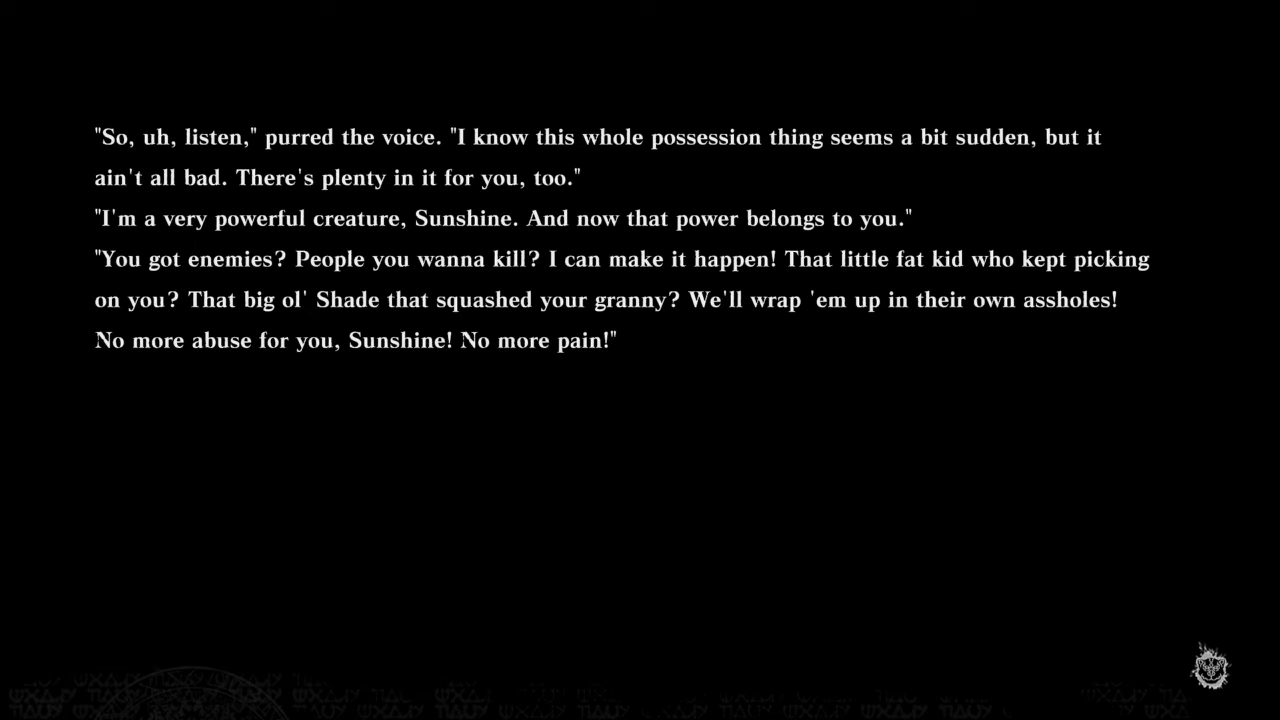 "So, uh, listen," purred the voice. "I know this whole possession thing seems a bit sudden, but it
ain't all bad. There's plenty in it for you, too."
"I'm a very powerful creature, Sunshine. And now that power belongs to you."
"You got enemies? People you wanna kill? I can make it happen! That little fat kid who kept picking
on you? That big ol' Shade that squashed your granny? We'll wrap 'em up in their own assholes!
No more abuse for you, Sunshine! No more pain!"